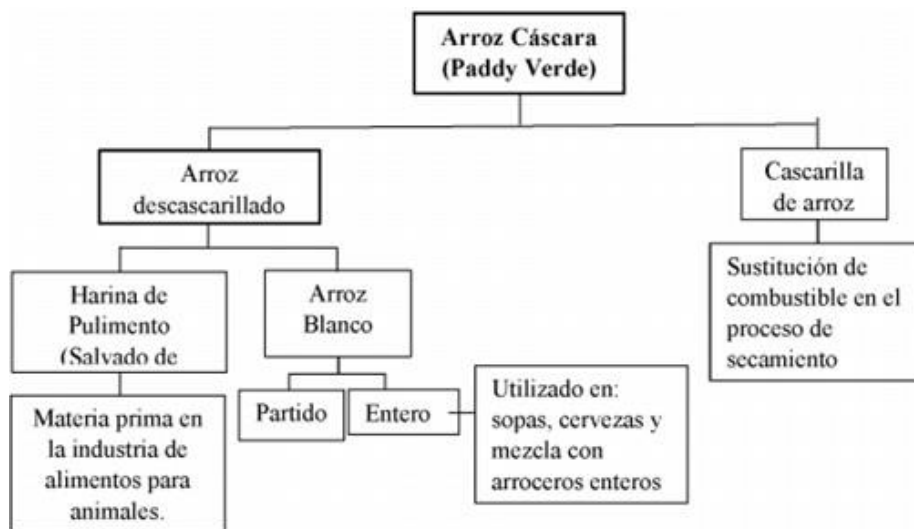 Arroz Cáscara
(Paddy Verde)
Arroz
descascarillado
Cascarilla
de arroz
Harina de
Pulimento
(Salvado de
Arroz
Blanco
Sustitución de
combustible en el
proceso de
secamiento
Partido
Entero
Utilizado en:
sopas, cervezas y
mezcla con
arroceros enteros
Materia prima en
la industria de
alimentos para
animales.